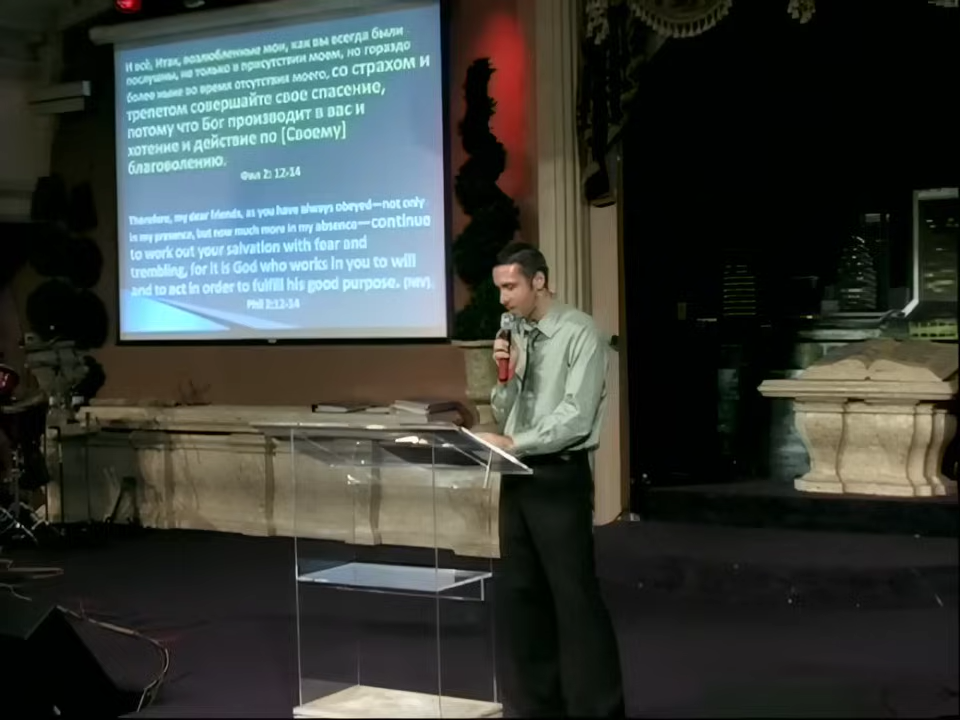 И всё, Итак, возлюбленные мои, как вы всегда были
послушны, не только в присутствии моем, но гораздо
более ныне во время отсутствия моего, со страхом и
трепетом совершайте свое спасение,
потому что Бог производит в вас и
хотение и действие по [Своему]
благоволению.
Фил 2: 12-14
Therefore, my dear friends, as you have always obeyed—not only
in my presence, but now much more in my absence—continue
to work out your salvation with fear and
trembling, for it is God who works in you to will
and to act in order to fulfill his good purpose. (NIV).
Phil 2:12-14